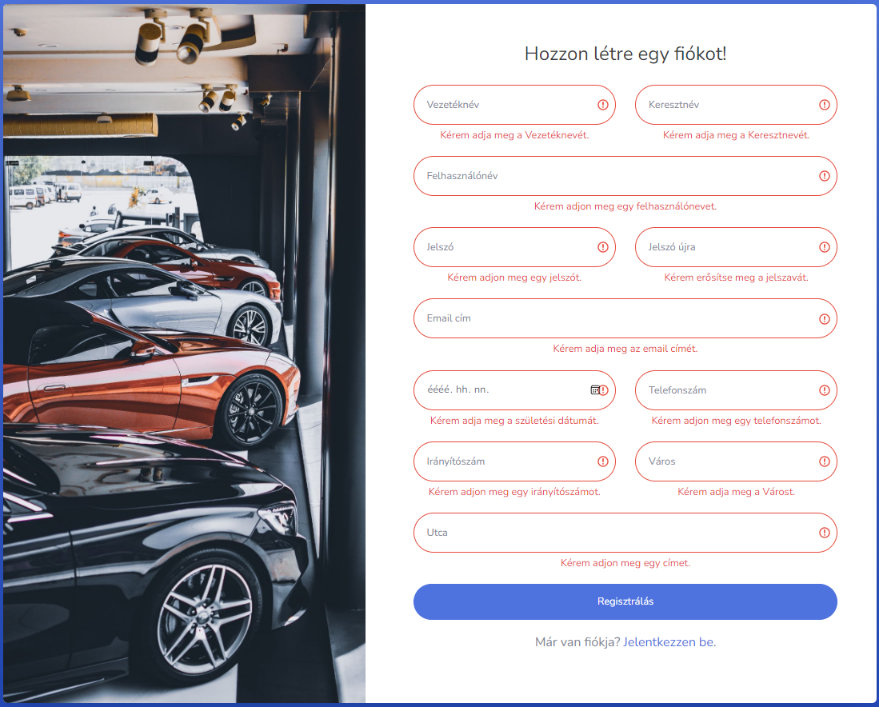 Hozzon létre egy fiókot!
Vezetéknév
Keresztnév
Kérem adja meg a Vezetéknevét.
Kérem adja meg a Keresztnevét.
Felhasználónév
Kérem adjon meg egy felhasználónevet.
Jelszó
Jelszó újra
Kérem adjon meg egy jelszót.
Kérem erősítse meg a jelszavát.
Email cím
Kérem adja meg az email címét.
éééé. hh. nn.
Telefonszám
Kérem adja meg a születési dátumát.
Kérem adjon meg egy telefonszámot.
Irányítószám
Város
Kérem adjon meg egy irányítószámot.
Kérem adja meg a Várost.
Utca
Kérem adjon meg egy címet.
Regisztrálás
Már van fiókja? Jelentkezzen be.